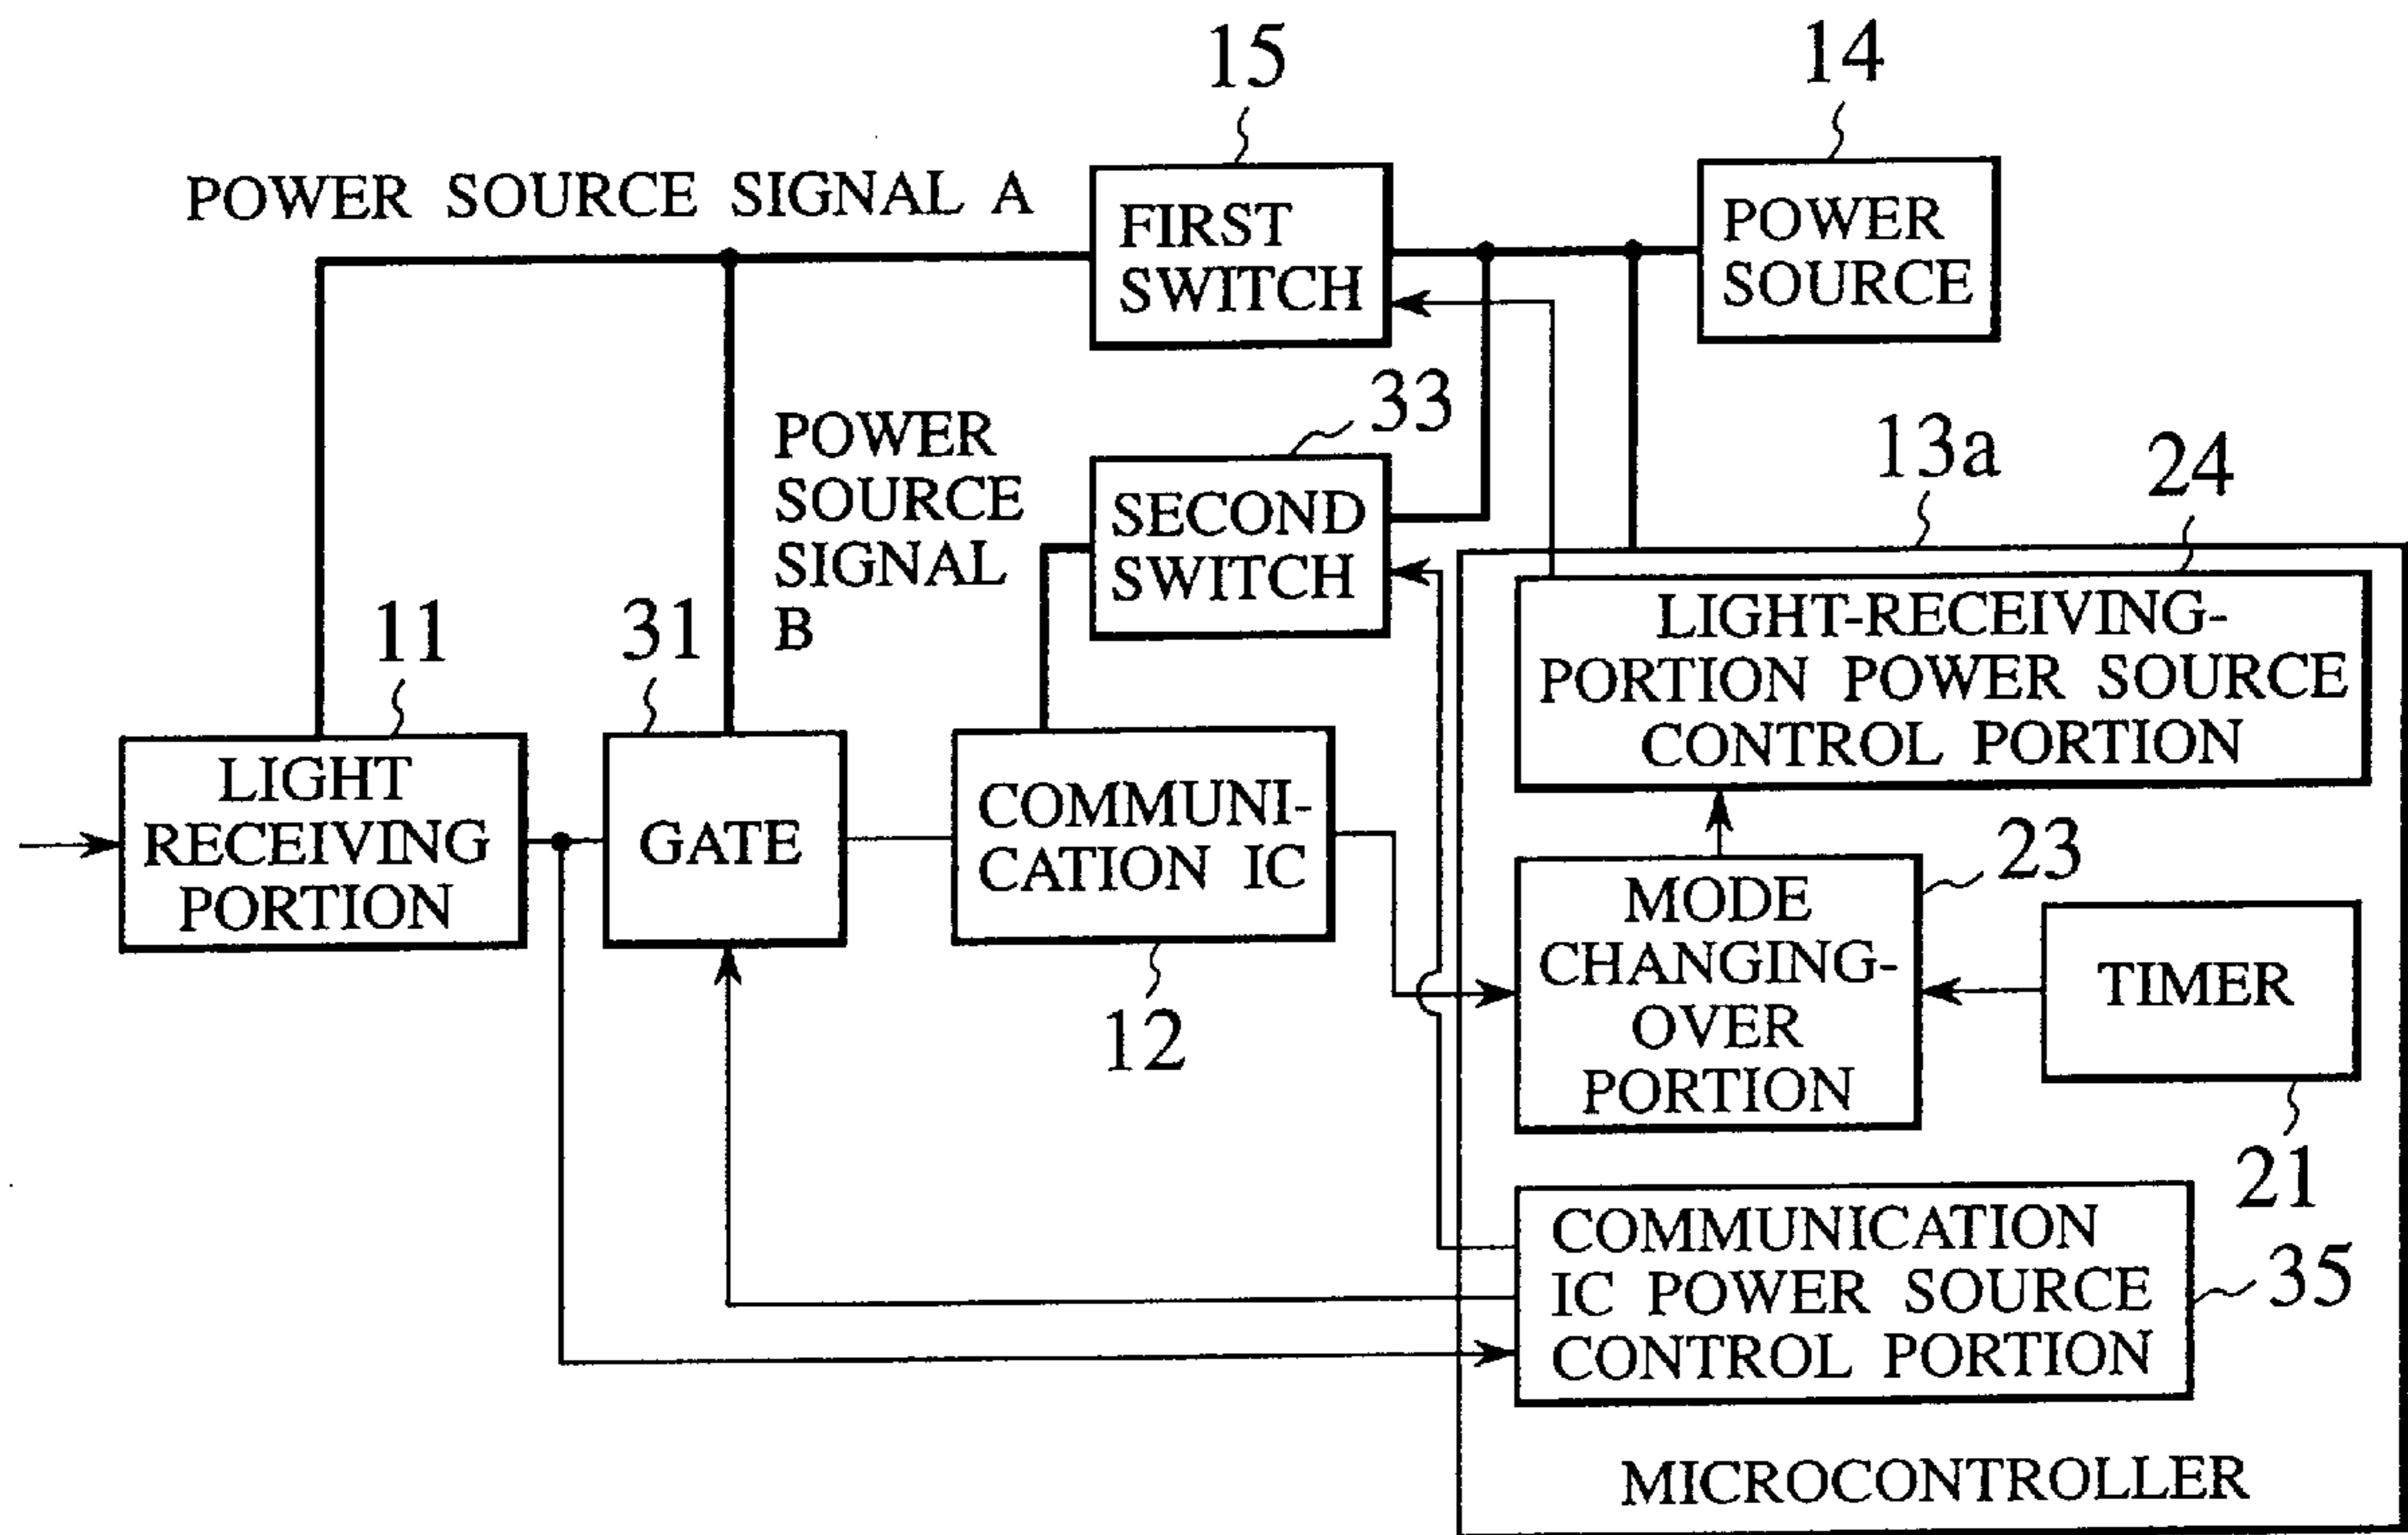 15
14
POWER SOURCE SIGNAL A
FIRST
SWITCH
POWER
SOURCE
33
POWER
SOURCE
SIGNAL
B
SECOND
SWITCH
13a
24
LIGHT-RECEIVING-
PORTION POWER SOURCE
CONTROL PORTION
11
31
LIGHT
RECEIVING
PORTION
GATE
COMMUNI-
CATION IC
12
23
MODE
CHANGING-
OVER
PORTION
TIMER
21
COMMUNICATION
IC POWER SOURCE
CONTROL PORTION
35
MICROCONTROLLER